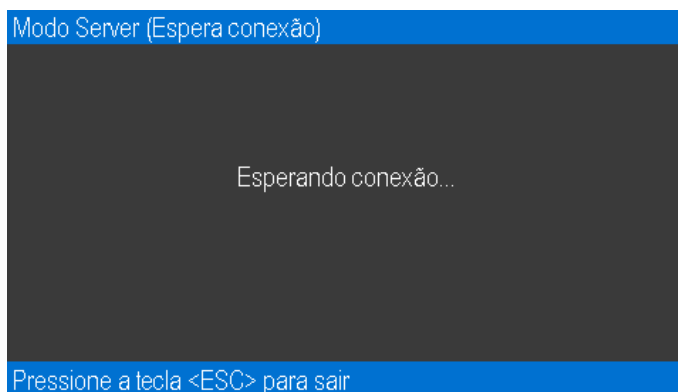 Modo Server (Espera conexão)
Esperando conexão...
Pressione a tecla <ESC> para sair